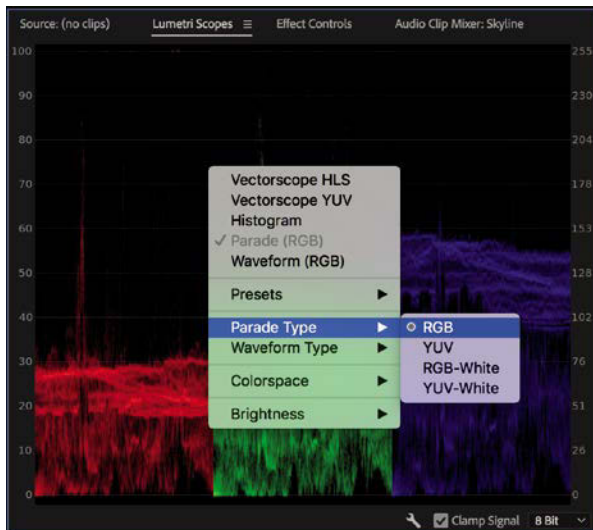 Source: (no clips) Lumetri Scopes Effect Controls Audio Clip Mixer: Skyline
100 255
90 230
80 204
70 178
60 153
50 128
40 102
30 76
20 51
10 26
0 0
Vectorscope HLS
Vectorscope YUV
Histogram
✓ Parade (RGB)
Waveform (RGB)
Presets
Parade Type
Waveform Type
Colorspace
Brightness
RGB
YUV
RGB-White
YUV-White
Clamp Signal 8 Bit